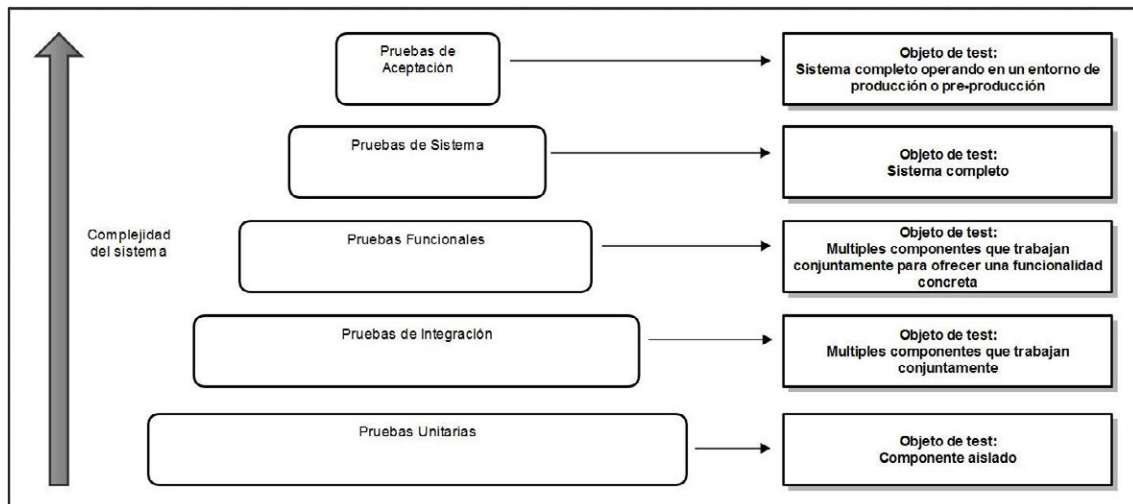 Pruebas de
Aceptación
Objeto de test:
Sistema completo operando en un entorno de
producción o pre-producción
Pruebas de Sistema
Objeto de test:
Sistema completo
Complejidad
del sistema
Pruebas Funcionales
Objeto de test:
Multiples componentes que trabajan
conjuntamente para ofrecer una funcionalidad
concreta
Pruebas de Integración
Objeto de test:
Multiples componentes que trabajan
conjuntamente
Pruebas Unitarias
Objeto de test:
Componente aislado